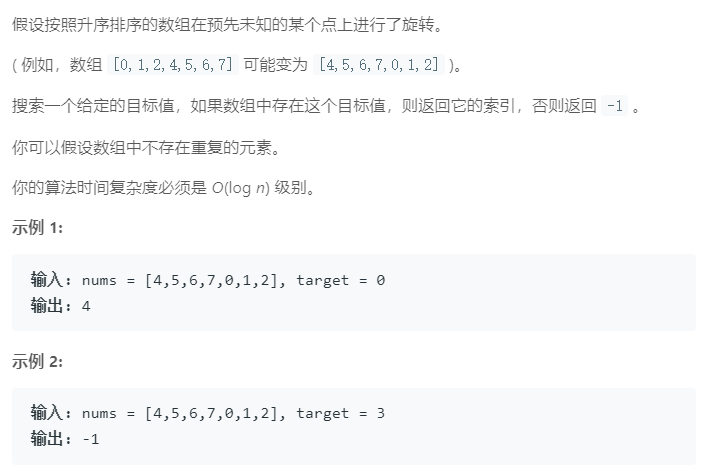 假设按照升序排序的数组在预先未知的某个点上进行了旋转。
( 例如，数组 [0,1,2,4,5,6,7] 可能变为 [4,5,6,7,0,1,2] )。
搜索一个给定的目标值，如果数组中存在这个目标值，则返回它的索引，否则返回 -1 。
你可以假设数组中不存在重复的元素。
你的算法时间复杂度必须是 O(log n) 级别。
示例 1:
输入: nums = [4,5,6,7,0,1,2], target = 0
输出: 4
示例 2:
输入: nums = [4,5,6,7,0,1,2], target = 3
输出: -1